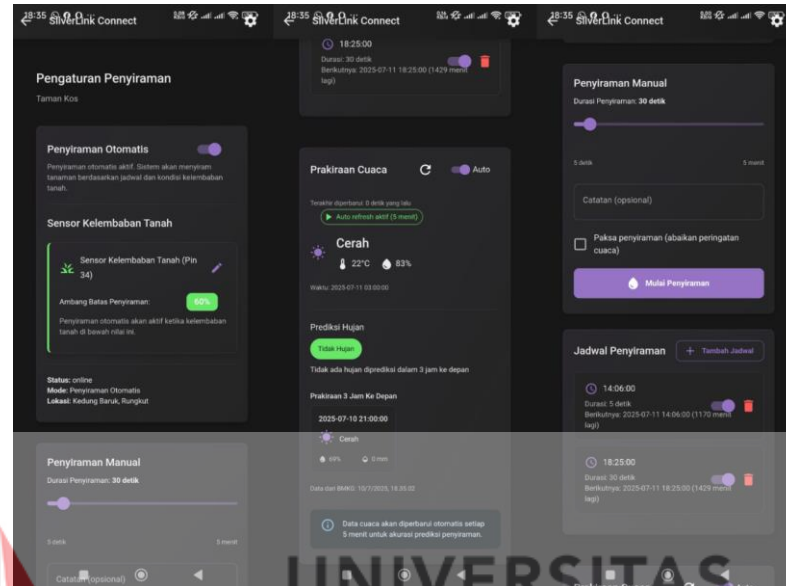 18:35
SilverLink Connect
Pengaturan Penyiraman
Taman Kos
Penyiraman Otomatis
Penyiraman otomatis aktif. Sistem akan menyiram
tanaman berdasarkan jadwal dan kondisi kelembaban
tanah.
Sensor Kelembaban Tanah
Sensor Kelembaban Tanah (Pin
34)
Ambang Batas Penyiraman:
60%
Penyiraman otomatis akan aktif ketika kelembaban
tanah di bawah nilai ini.
Status: online
Mode: Penyiraman Otomatis
Lokasi: Kedung Baruk, Rungkut
Penyiraman Manual
Durasi Penyiraman: 30 detik
5 detik
5 menit
Catatan (opsional)
18:35
SilverLink Connect
18:25:00
Durasi: 30 detik
Berikutnya: 2025-07-11 18:25:00 (1429 menit
lagi)
Prakiraan Cuaca
Auto
Terakhir diperbarui: 0 detik yang lalu
Auto refresh aktif (5 menit)
Cerah
22°C
83%
Waktu: 2025-07-11 03:00:00
Prediksi Hujan
Tidak Hujan
Tidak ada hujan diprediksi dalam 3 jam ke depan
Prakiraan 3 Jam Ke Depan
2025-07-10 21:00:00
Cerah
68%
0 mm
Data dari BMKG: 10/7/2025, 18.35.02
Data cuaca akan diperbarui otomatis setiap
5 menit untuk akurasi prediksi penyiraman.
18:35
SilverLink Connect
Penyiraman Manual
Durasi Penyiraman: 30 detik
5 detik
5 menit
Catatan (opsional)
Paksa penyiraman (abaikan peringatan
cuaca)
Mulai Penyiraman
Jadwal Penyiraman
+ Tambah Jadwal
14:06:00
Durasi: 5 detik
Berikutnya: 2025-07-11 14:06:00 (1170 menit
lagi)
18:25:00
Durasi: 30 detik
Berikutnya: 2025-07-11 18:25:00 (1429 menit
lagi)
UNIVERSITAS